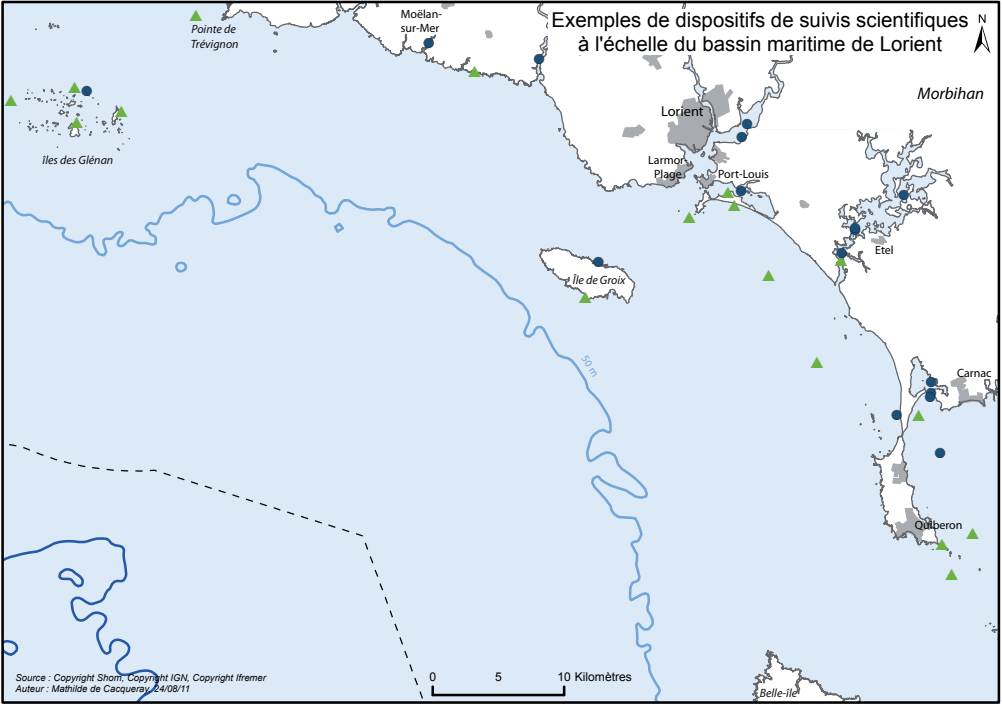 Exemples de dispositifs de suivis scientifiques
à l'échelle du bassin maritime de Lorient
N
Moëlan-
sur-Mer
Pointe de
Trévignon
Morbihan
Lorient
îles des Glénan
Larmor-
Plage
Port-Louis
Etel
Île de Groix
50 m
Carnac
Quiberon
Source : Copyright Shom, Copyright IGN, Copyright Ifremer
Auteur : Mathilde de Cacqueray, 24/08/11
0 5 10 Kilomètres
Belle-île